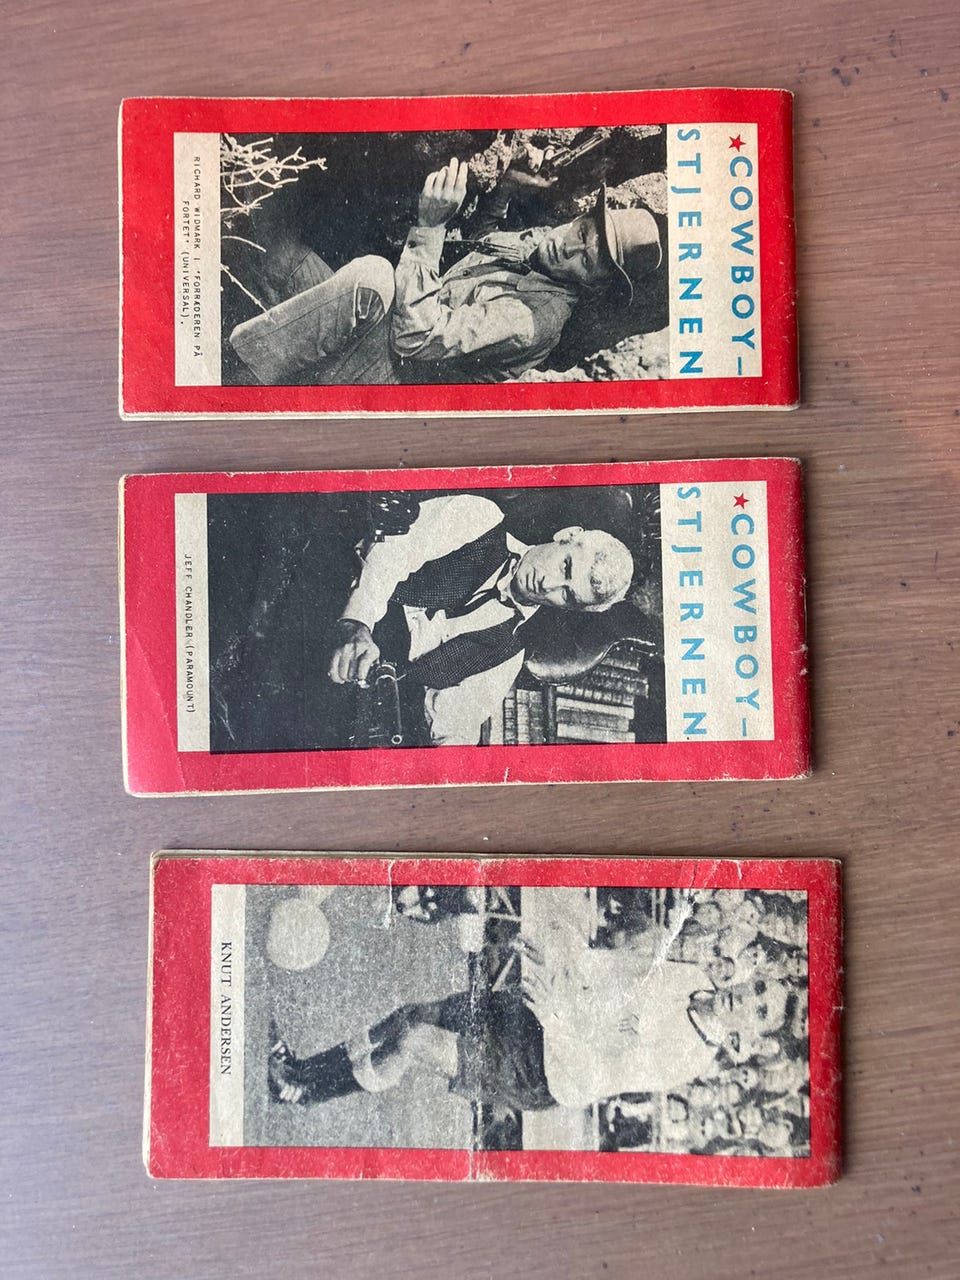 ★COWBOY–
STJERNEN
RICHARD WIDMARK I "FORRÆDEREN PÅ
FORTET" (UNIVERSAL).
★COWBOY–
STJERNEN
JEFF CHANDLER (PARAMOUNT)
KNUT ANDERSEN